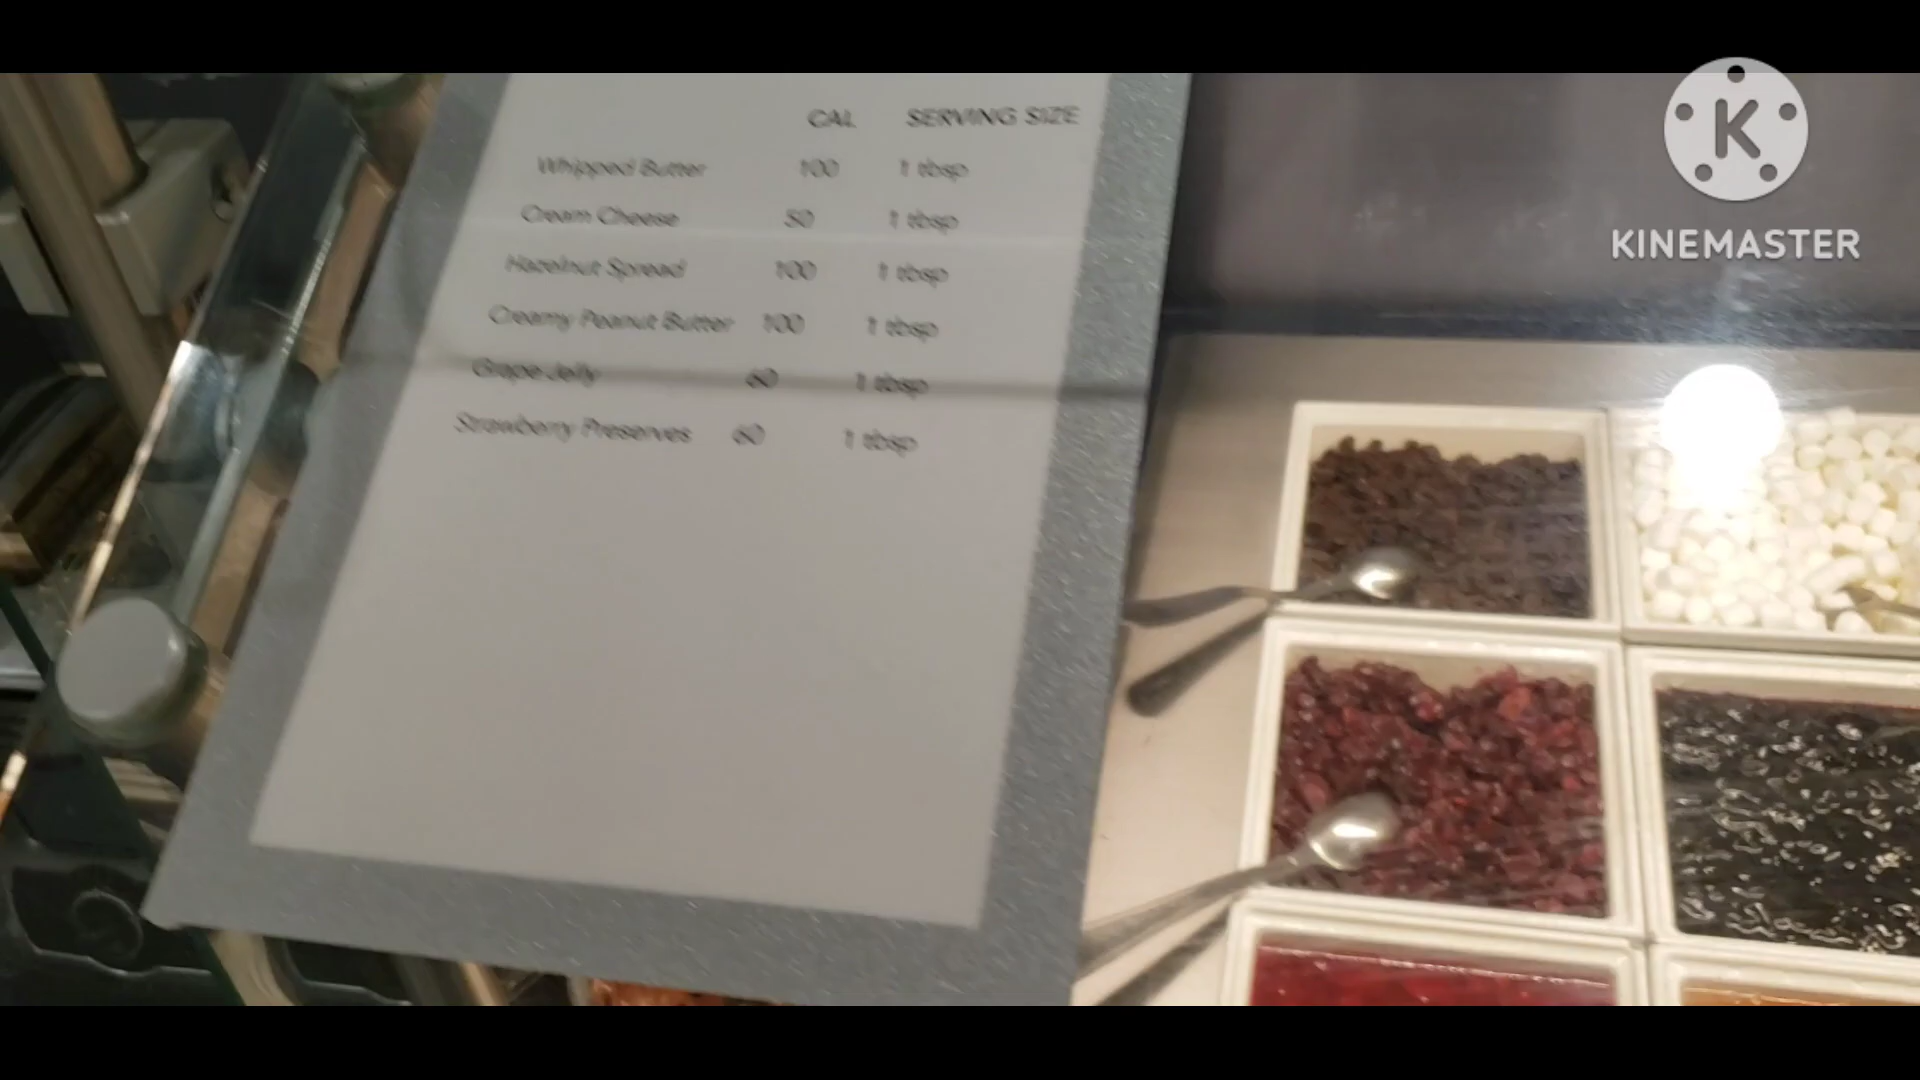 CAL SERVING SIZE
Whipped Butter 100 1 tbsp
Cream Cheese 50 1 tbsp
Hazelnut Spread 100 1 tbsp
Creamy Peanut Butter 100 1 tbsp
Grape Jelly 60 1 tbsp
Strawberry Preserves 60 1 tbsp
K
KINEMASTER